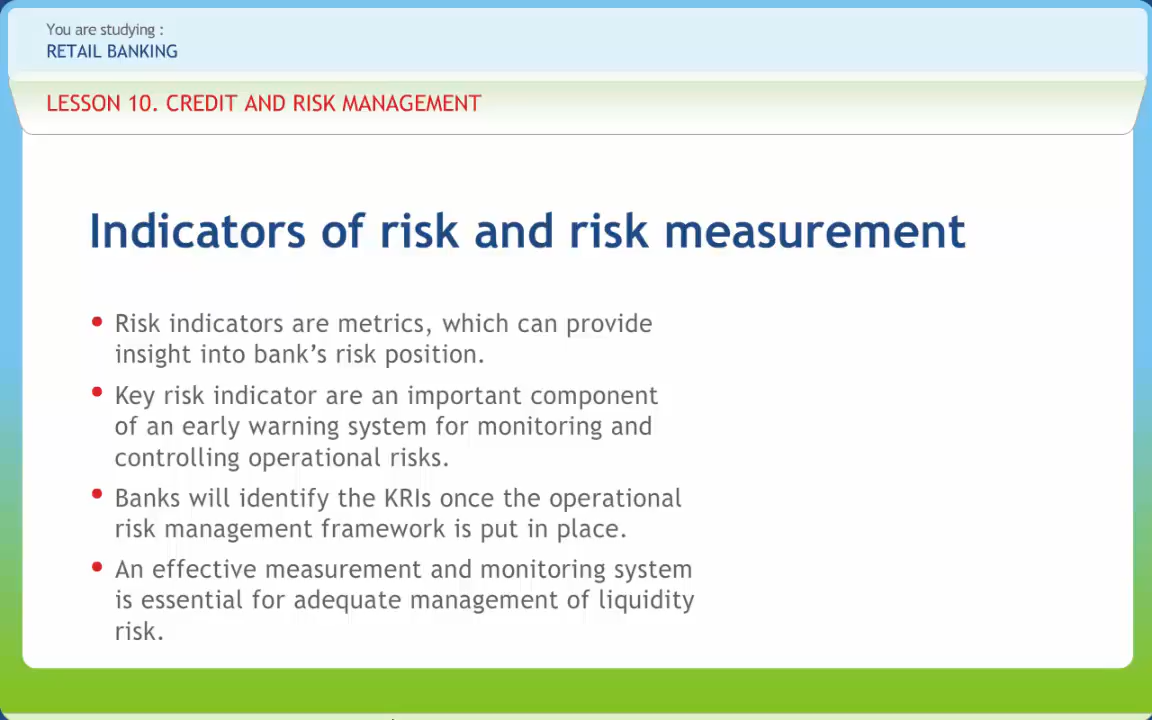 You are studying :
RETAIL BANKING
LESSON 10. CREDIT AND RISK MANAGEMENT
Indicators of risk and risk measurement
• Risk indicators are metrics, which can provide
insight into bank’s risk position.
• Key risk indicator are an important component
of an early warning system for monitoring and
controlling operational risks.
• Banks will identify the KRIs once the operational
risk management framework is put in place.
• An effective measurement and monitoring system
is essential for adequate management of liquidity
risk.